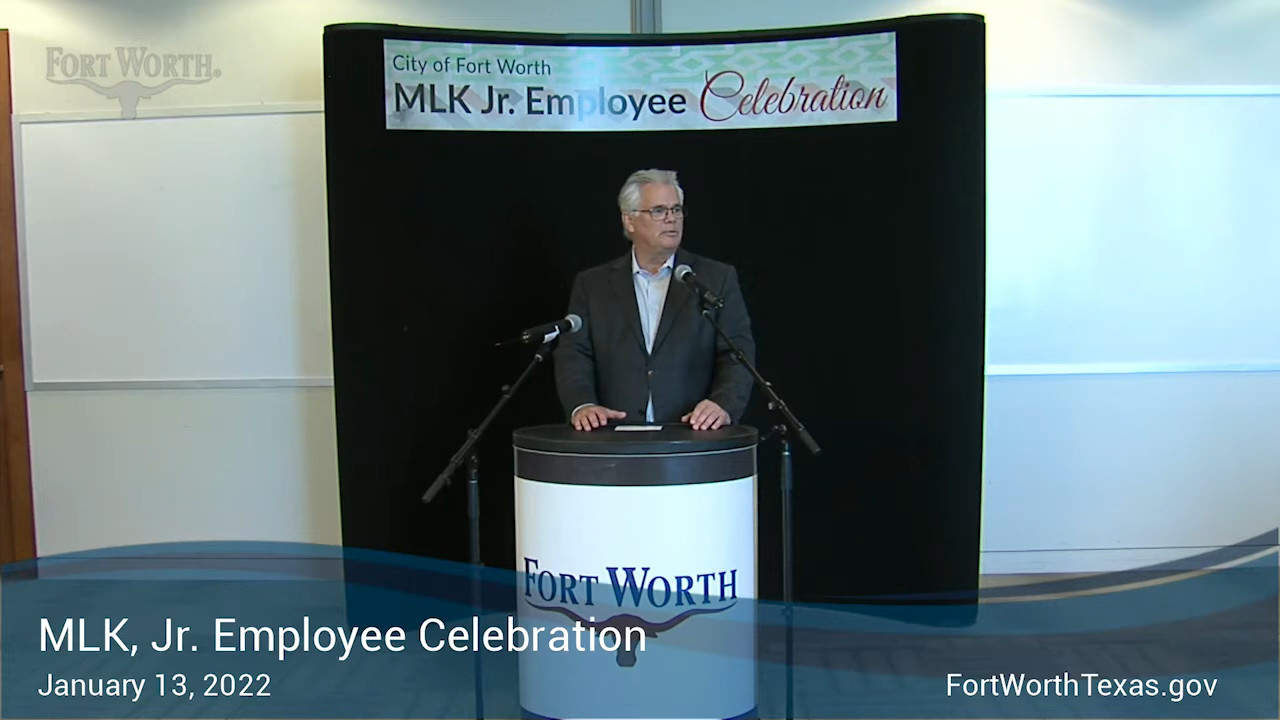 FORT WORTH®
City of Fort Worth
MLK Jr. Employee Celebration
FORT WORTH
MLK, Jr. Employee Celebration
January 13, 2022
FortWorthTexas.gov